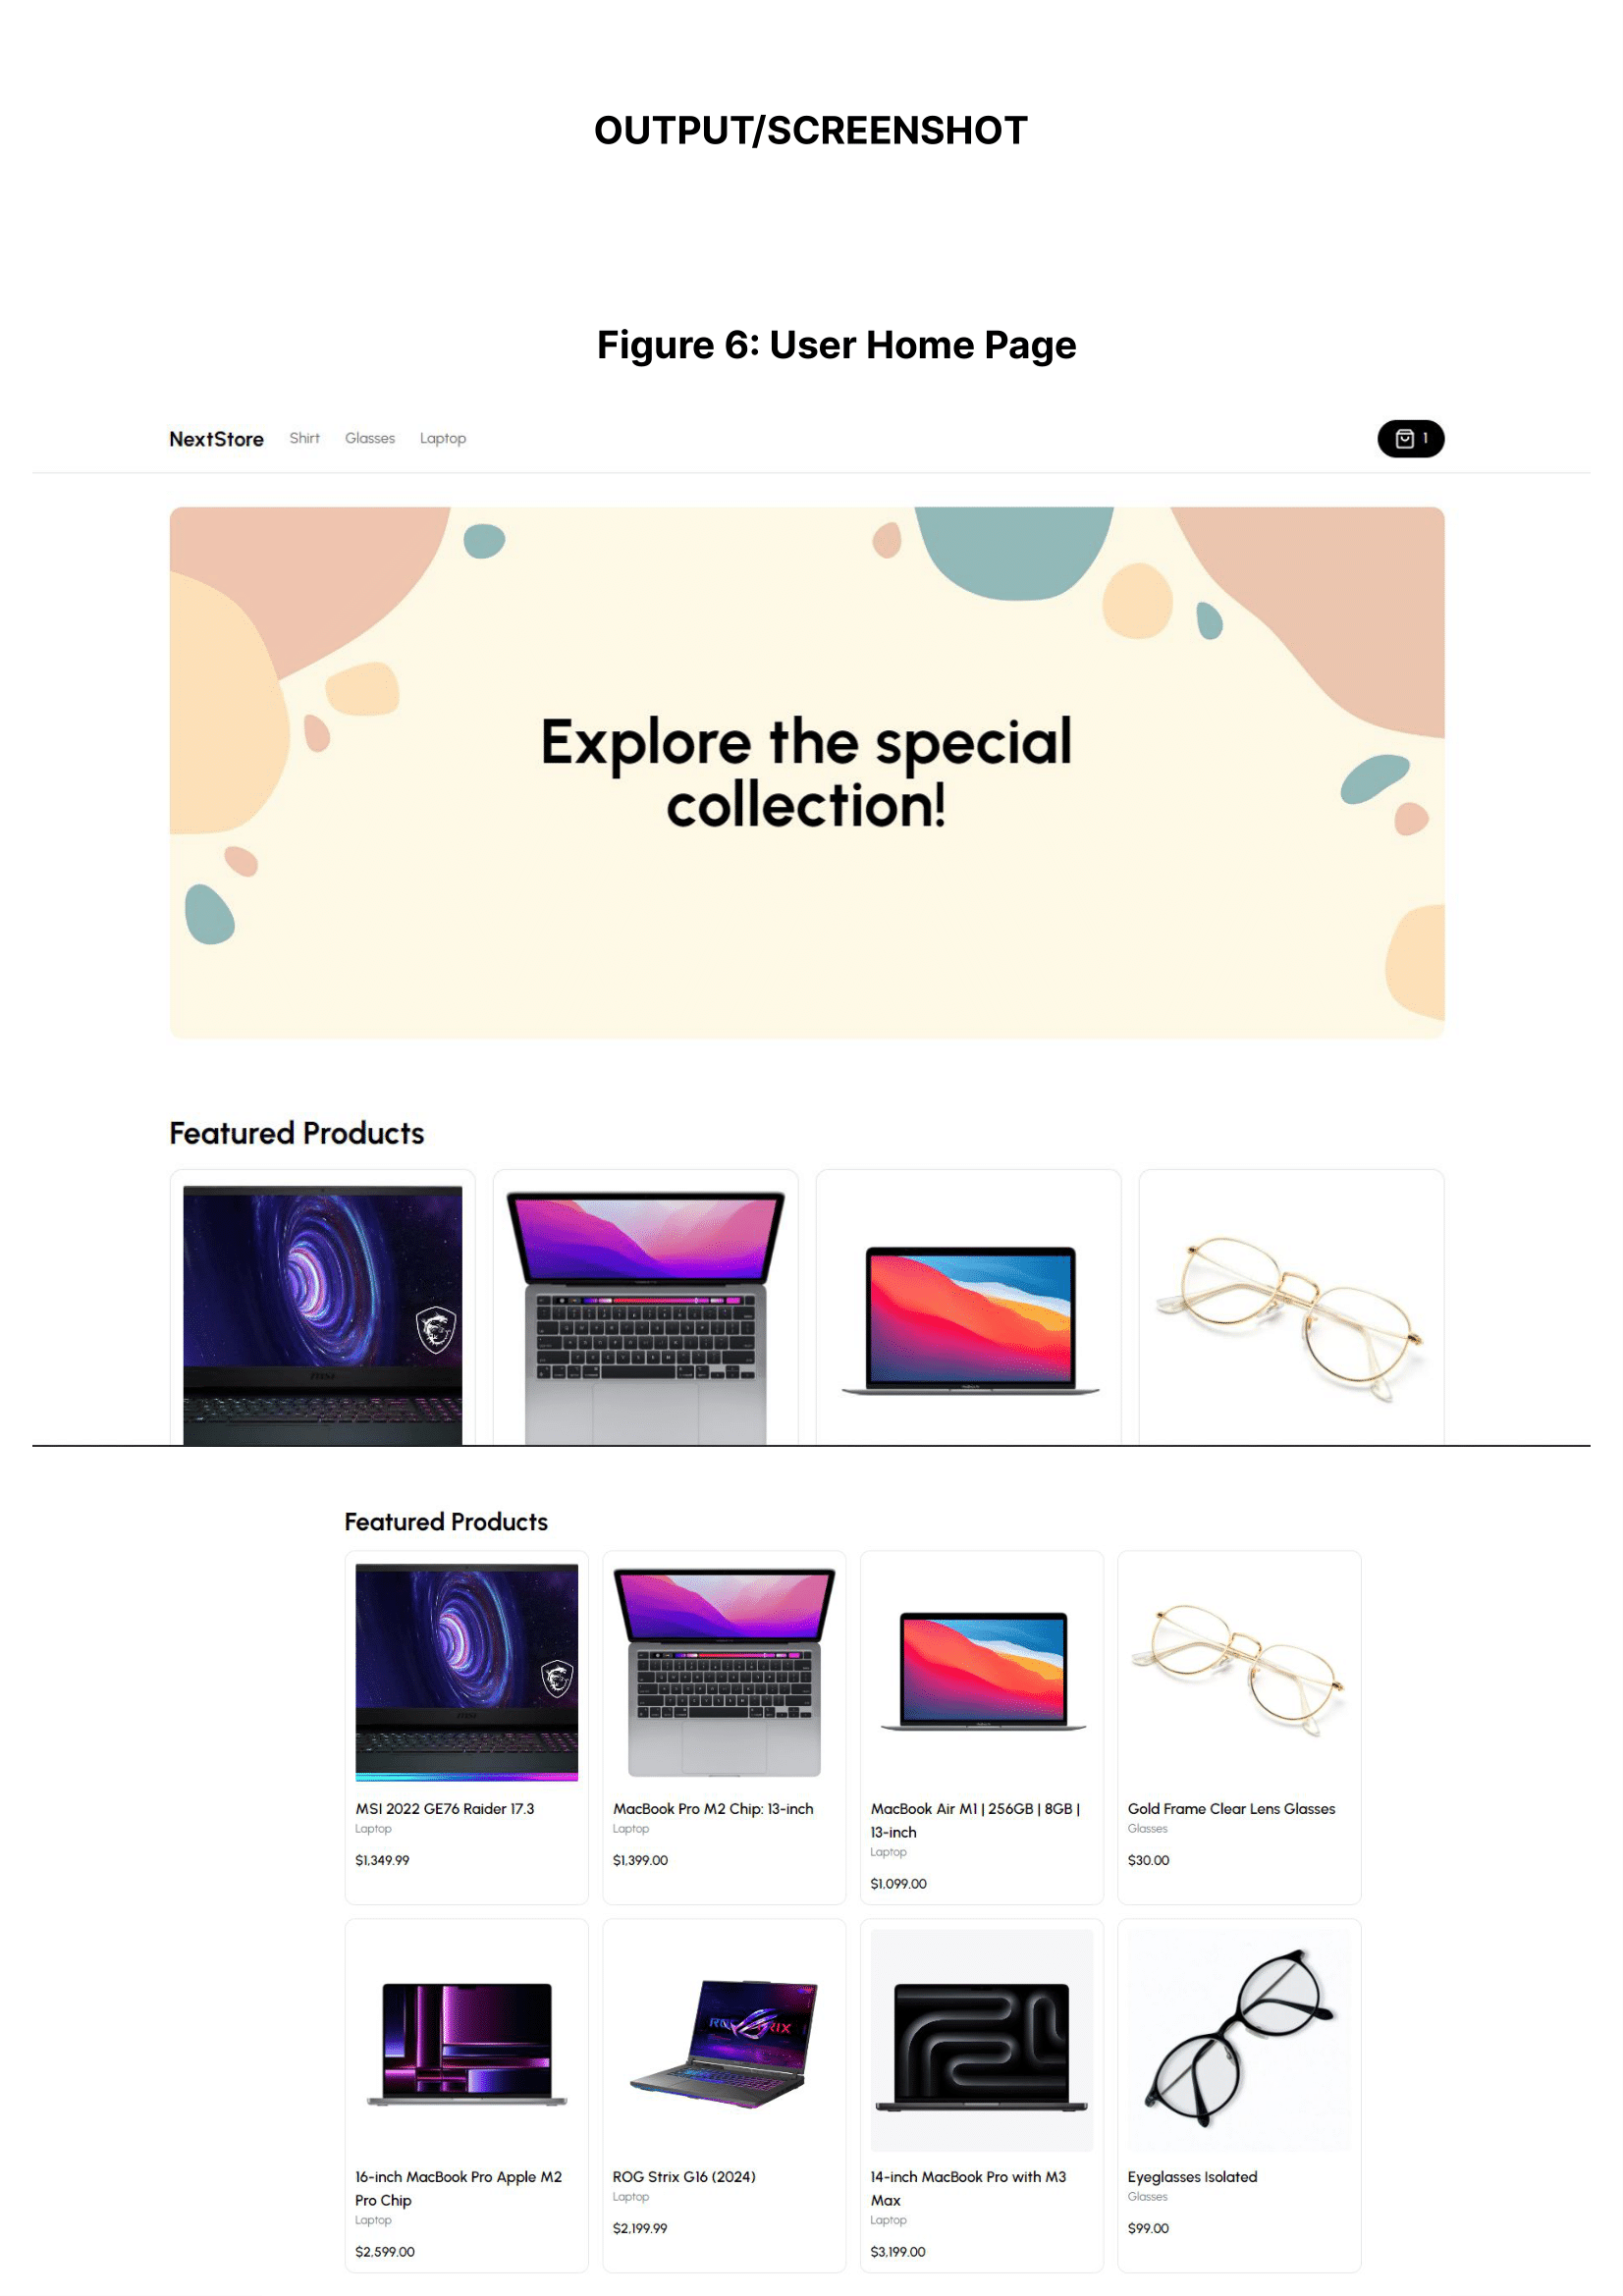 OUTPUT/SCREENSHOT
Figure 6: User Home Page
NextStore Shirt Glasses Laptop 1
Explore the special
collection!
Featured Products
msi
Featured Products
msi
MSI 2022 GE76 Raider 17.3
Laptop
$1,349.99
MacBook Pro M2 Chip: 13-inch
Laptop
$1,399.00
MacBook Air M1 | 256GB | 8GB |
13-inch
Laptop
$1,099.00
Gold Frame Clear Lens Glasses
Glasses
$30.00
16-inch MacBook Pro Apple M2
Pro Chip
Laptop
$2,599.00
ROG Strix G16 (2024)
Laptop
$2,199.99
14-inch MacBook Pro with M3
Max
Laptop
$3,199.00
Eyeglasses Isolated
Glasses
$99.00